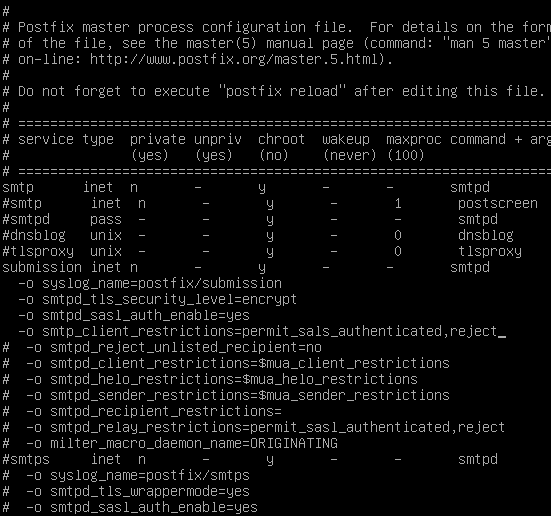 #
# Postfix master process configuration file.  For details on the form
# of the file, see the master(5) manual page (command: "man 5 master"
# on-line: http://www.postfix.org/master.5.html).
#
# Do not forget to execute "postfix reload" after editing this file.
#
# ====================================================================
# service type  private unpriv  chroot  wakeup  maxproc command + arg
#               (yes)   (yes)   (no)    (never) (100)
# ====================================================================
smtp      inet  n       -       y       -       -       smtpd
#smtp      inet  n       -       y       -       1       postscreen
#smtpd     pass  -       -       y       -       -       smtpd
#dnsblog   unix  -       -       y       -       0       dnsblog
#tlsproxy  unix  -       -       y       -       0       tlsproxy
submission inet n       -       y       -       -       smtpd
  -o syslog_name=postfix/submission
  -o smtpd_tls_security_level=encrypt
  -o smtpd_sasl_auth_enable=yes
  -o smtp_client_restrictions=permit_sals_authenticated,reject_
#  -o smtpd_reject_unlisted_recipient=no
#  -o smtpd_client_restrictions=$mua_client_restrictions
#  -o smtpd_helo_restrictions=$mua_helo_restrictions
#  -o smtpd_sender_restrictions=$mua_sender_restrictions
#  -o smtpd_recipient_restrictions=
#  -o smtpd_relay_restrictions=permit_sasl_authenticated,reject
#  -o milter_macro_daemon_name=ORIGINATING
#smtps     inet  n       -       y       -       -       smtpd
#  -o syslog_name=postfix/smtps
#  -o smtpd_tls_wrappermode=yes
#  -o smtpd_sasl_auth_enable=yes